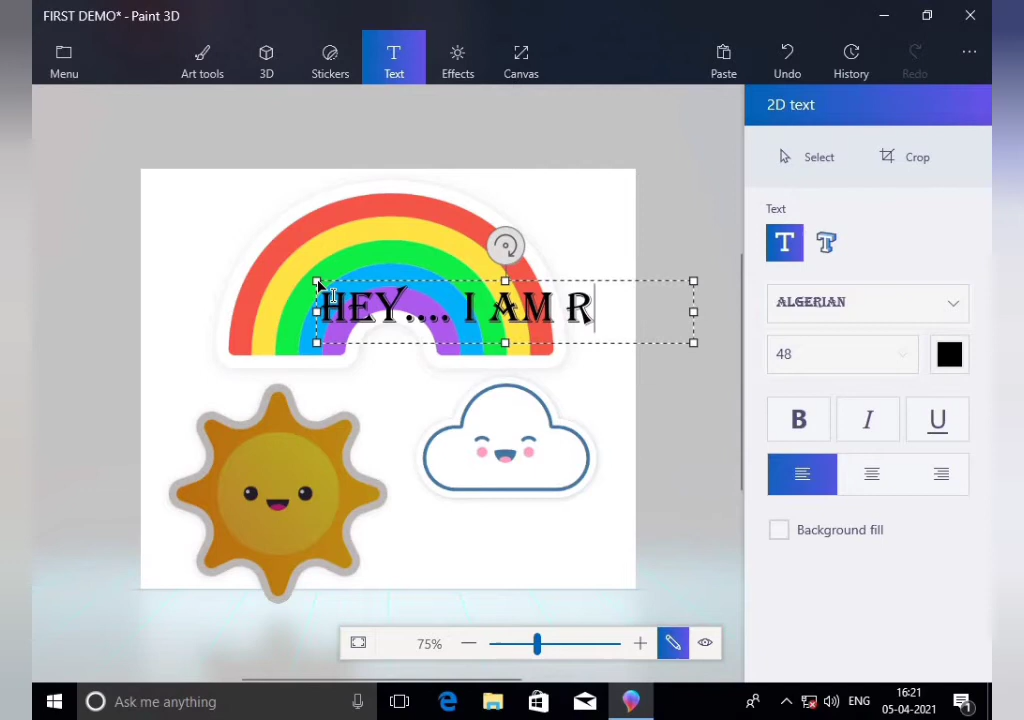 FIRST DEMO* - Paint 3D
Menu
Art tools
3D
Stickers
Text
Effects
Canvas
Paste
Undo
History
Redo
2D text
Select
Crop
Text
T
T
ALGERIAN
48
B
I
U
Background fill
HEY.... I AM R
75%
Ask me anything
ENG
16:21
05-04-2021
1